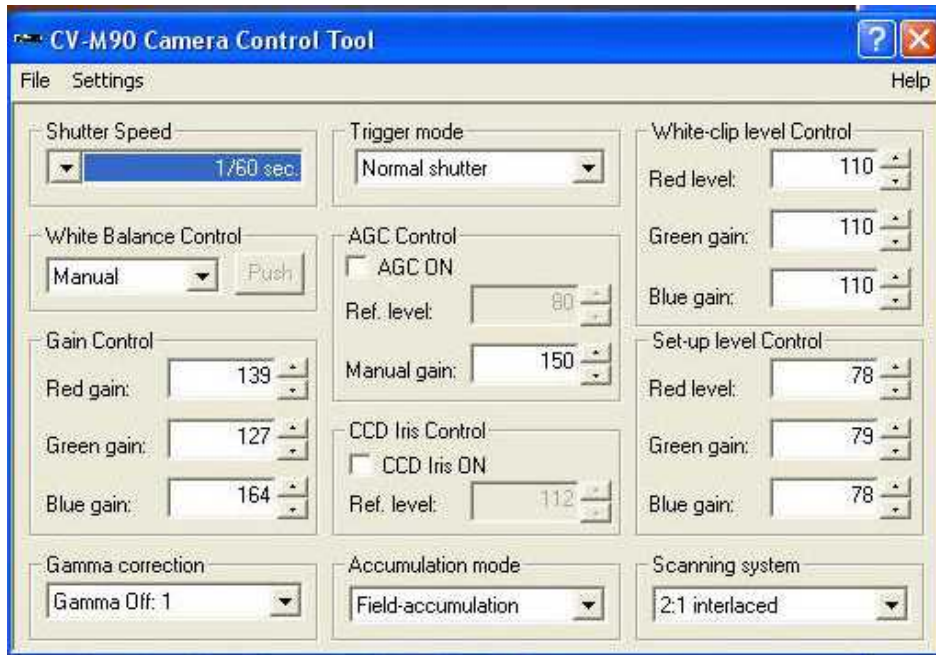 CV-M90 Camera Control Tool
File Settings Help
Shutter Speed
1/60 sec.
Trigger mode
Normal shutter
White-clip level Control
Red level: 110
Green gain: 110
Blue gain: 110
White Balance Control
Manual Push
AGC Control
AGC ON
Ref. level: 80
Manual gain: 150
Gain Control
Red gain: 139
Green gain: 127
Blue gain: 164
CCD Iris Control
CCD Iris ON
Ref. level: 112
Set-up level Control
Red level: 78
Green gain: 79
Blue gain: 78
Gamma correction
Gamma Off: 1
Accumulation mode
Field-accumulation
Scanning system
2:1 interlaced